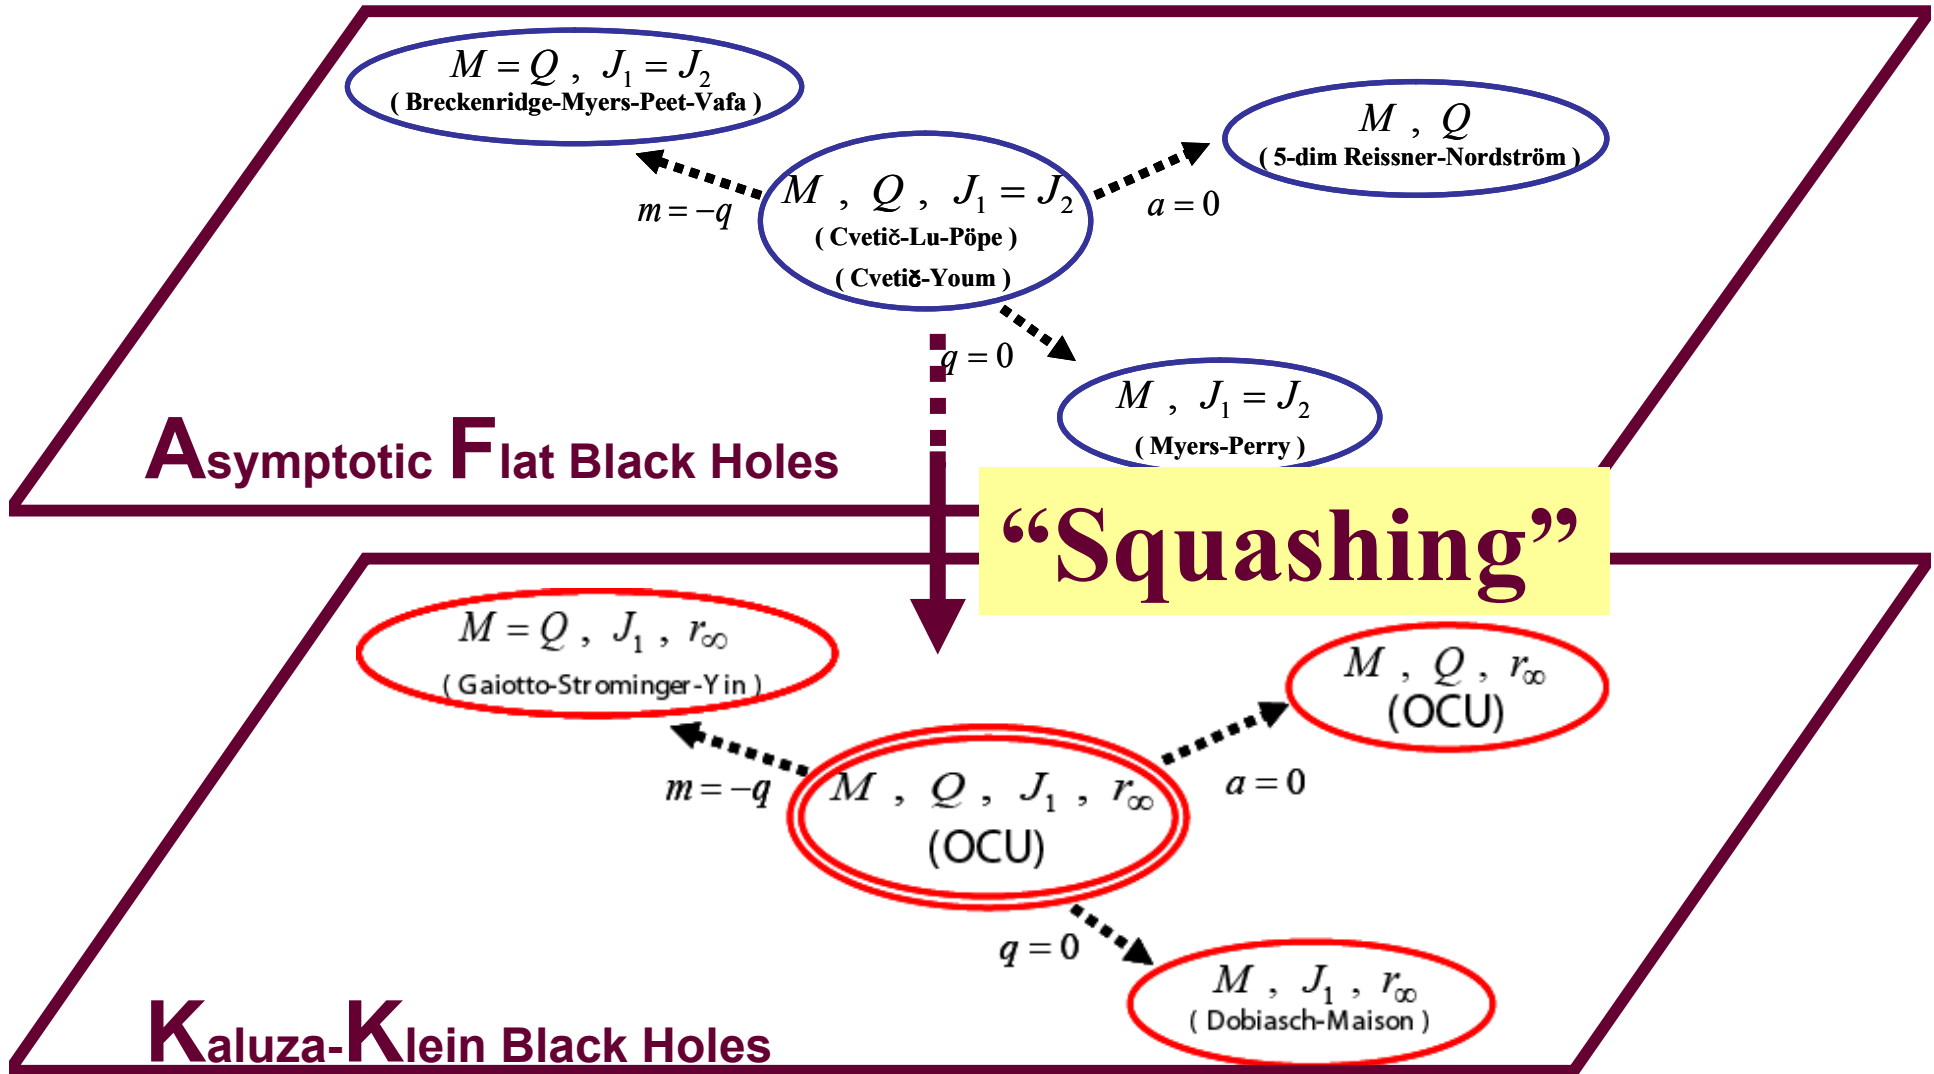 M = Q , J₁ = J₂
( Breckenridge-Myers-Peet-Vafa )
M , Q
( 5-dim Reissner-Nordström )
M , Q , J₁ = J₂
( Cvetič-Lu-Pöpe )
( Cvetič-Youm )
m = −q
a = 0
q = 0
M , J₁ = J₂
( Myers-Perry )
Asymptotic Flat Black Holes
“Squashing”
M = Q , J₁ , r∞
( Gaiotto-Strominger-Yin )
M , Q , r∞
(OCU)
m = −q
M , Q , J₁ , r∞
(OCU)
a = 0
q = 0
M , J₁ , r∞
( Dobiasch-Maison )
Kaluza-Klein Black Holes